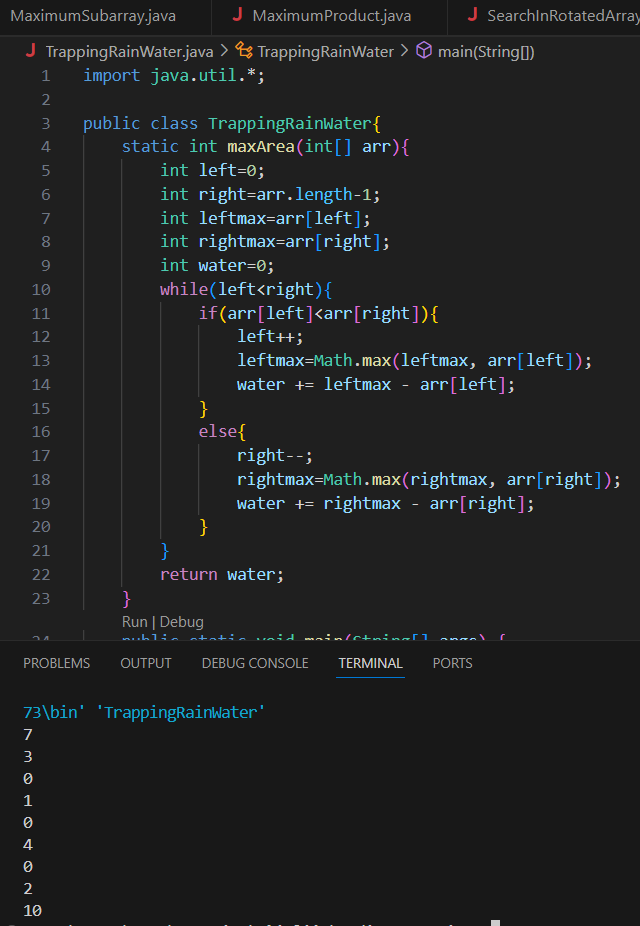 MaximumSubarray.java J MaximumProduct.java J SearchInRotatedArray
J TrappingRainWater.java > TrappingRainWater > main(String[])
1 import java.util.*;
2
3 public class TrappingRainWater{
4 static int maxArea(int[] arr){
5 int left=0;
6 int right=arr.length-1;
7 int leftmax=arr[left];
8 int rightmax=arr[right];
9 int water=0;
10 while(left<right){
11 if(arr[left]<arr[right]){
12 left++;
13 leftmax=Math.max(leftmax, arr[left]);
14 water += leftmax - arr[left];
15 }
16 else{
17 right--;
18 rightmax=Math.max(rightmax, arr[right]);
19 water += rightmax - arr[right];
20 }
21 }
22 return water;
23 }
Run | Debug
24 public static void main(String[] args) {
PROBLEMS OUTPUT DEBUG CONSOLE TERMINAL PORTS
73\bin' 'TrappingRainWater'
7
3
0
1
0
4
0
2
10